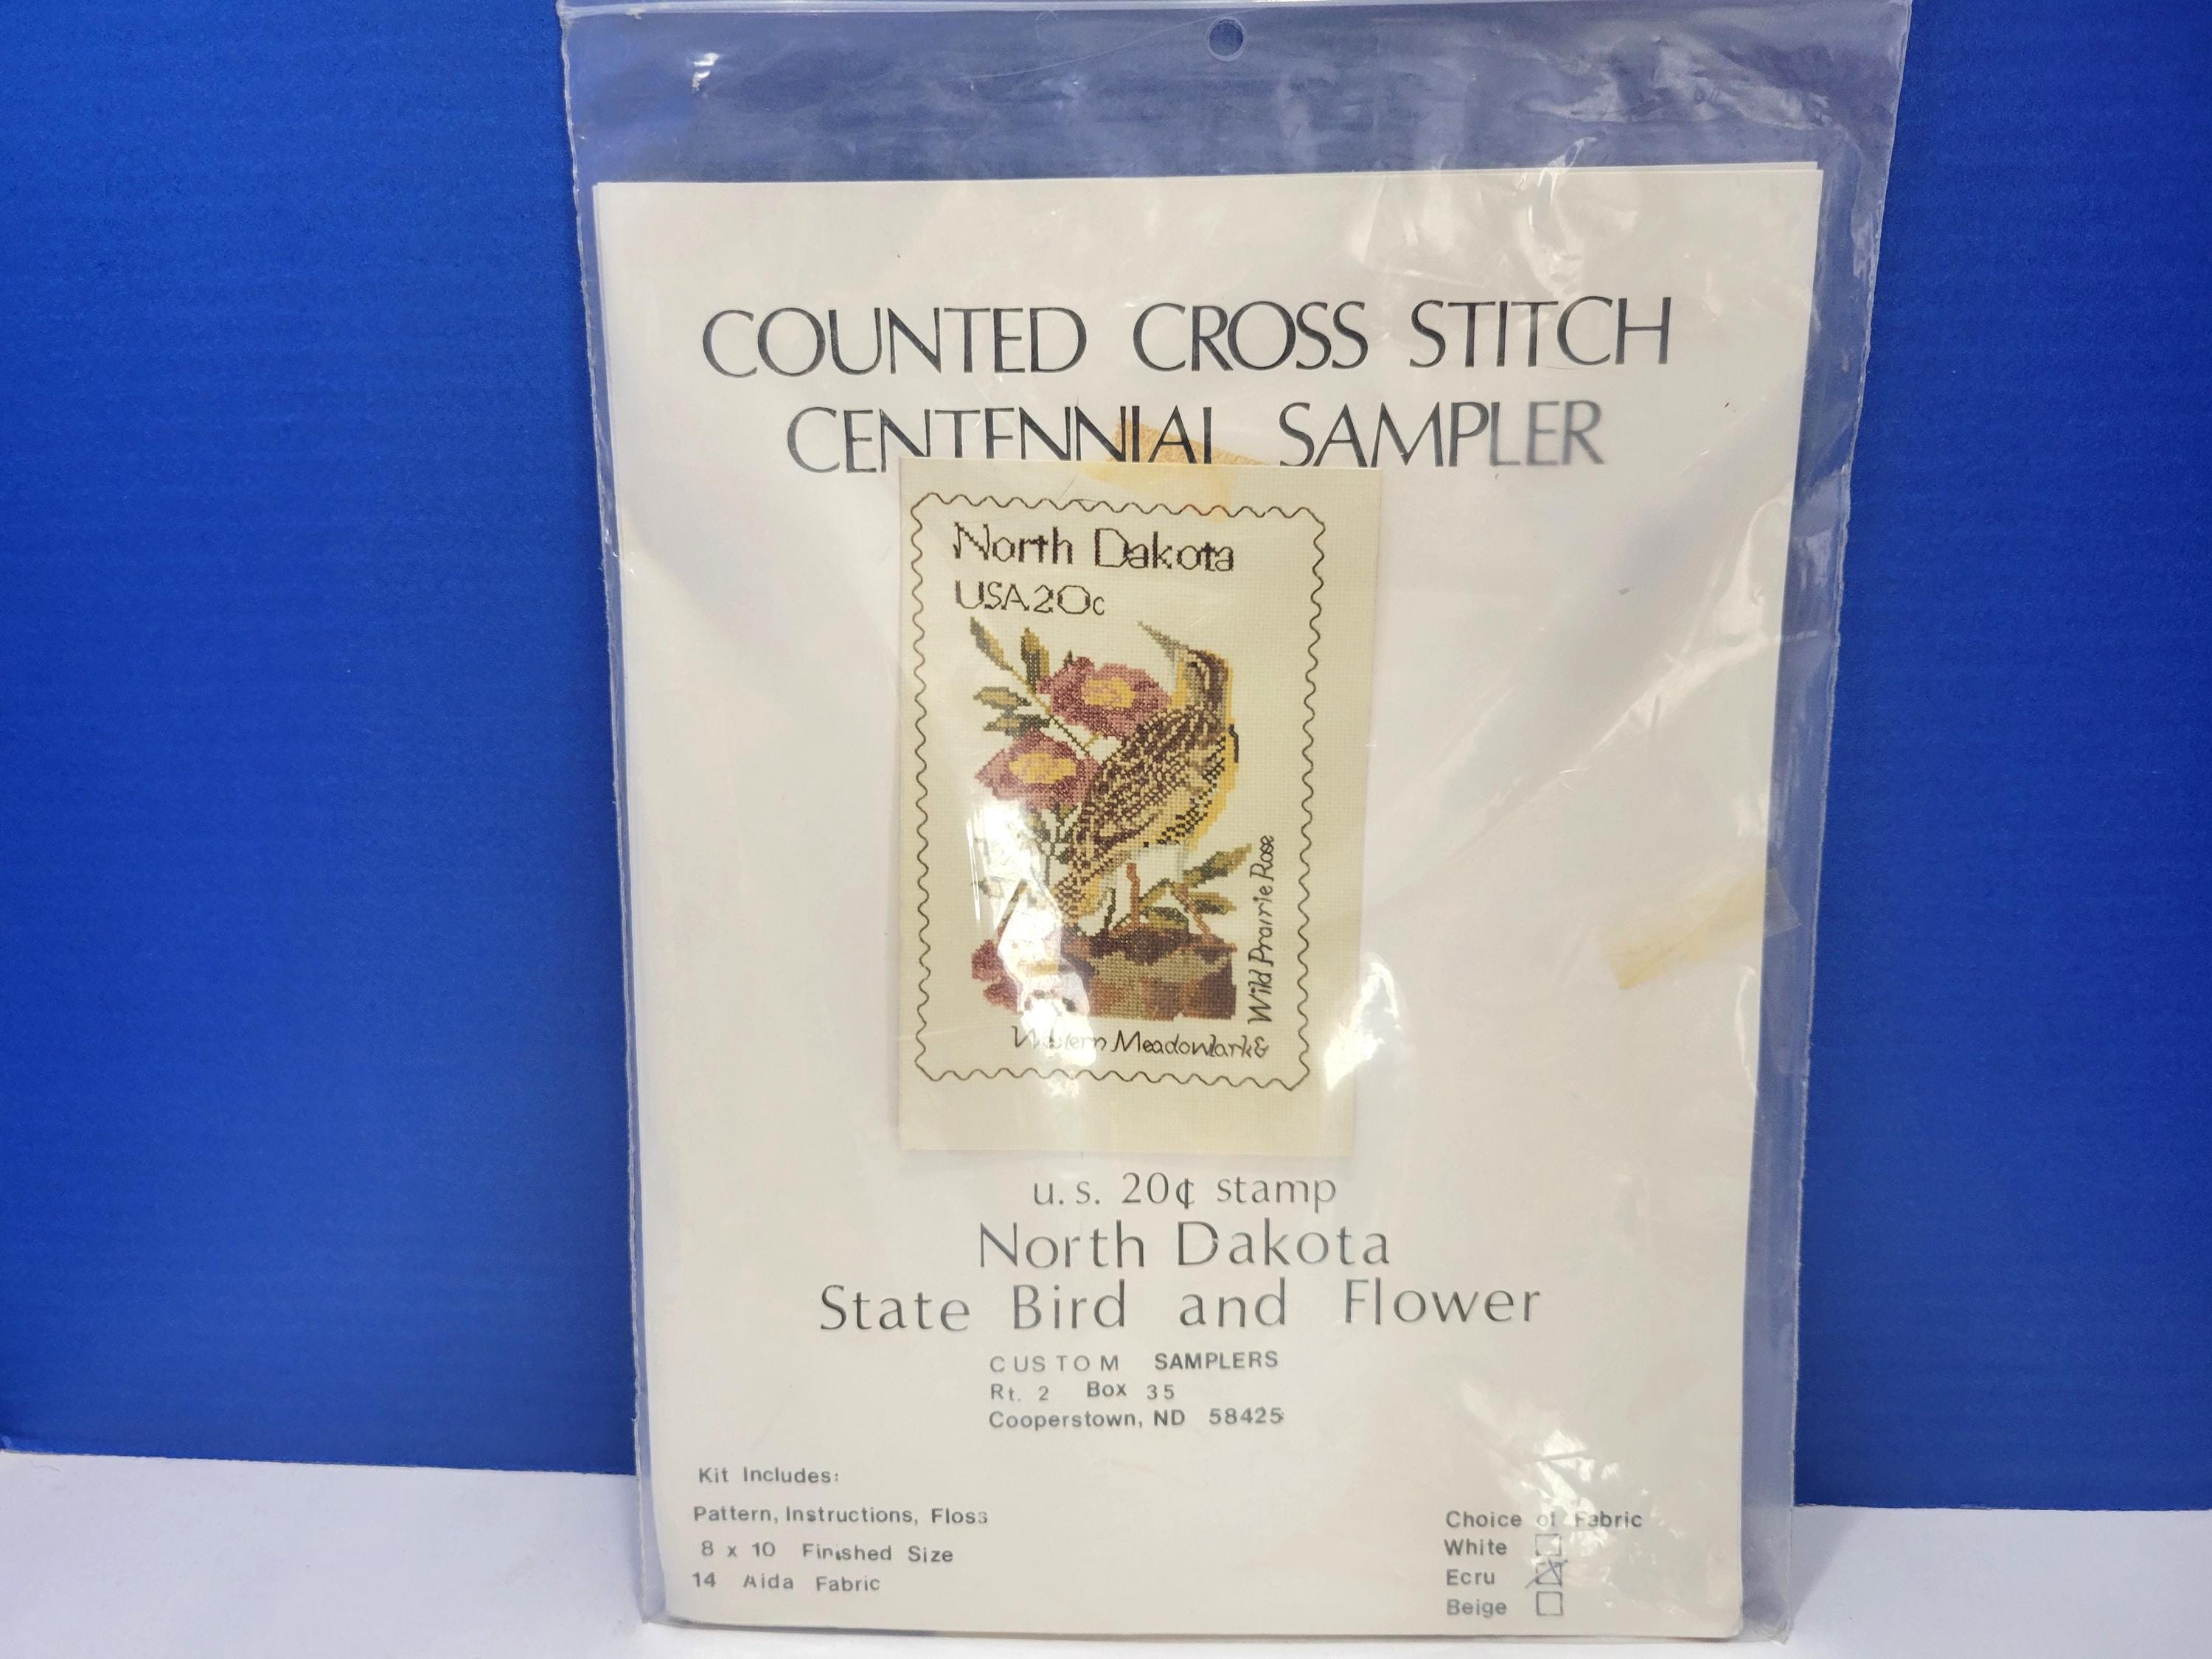 COUNTED CROSS STITCH
CENTENNIAL SAMPLER
North Dakota
USA 20c
Wild Prairie Rose
Western Meadowlark &
u.s. 20¢ stamp
North Dakota
State Bird and Flower
CUSTOM SAMPLERS
Rt. 2 Box 35
Cooperstown, ND 58425
Kit Includes:
Pattern, Instructions, Floss
8 x 10 Finished Size
14 Aida Fabric
Choice of Fabric
White
Ecru
Beige